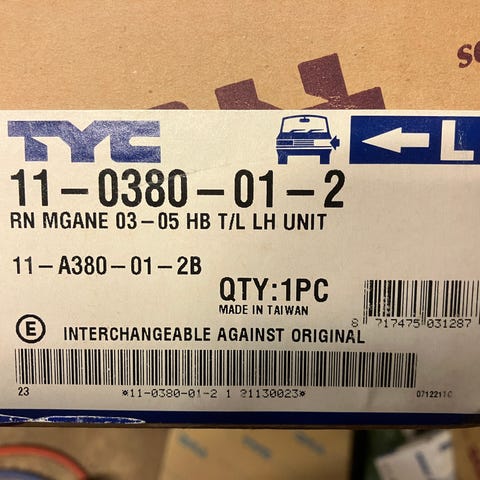 TYC
L
11-0380-01-2
RN MGANE 03-05 HB T/L LH UNIT
11-A380-01-2B
QTY:1PC
MADE IN TAIWAN
8 717475 031287
E INTERCHANGEABLE AGAINST ORIGINAL
23 *11-0380-01-2 1 21130023*